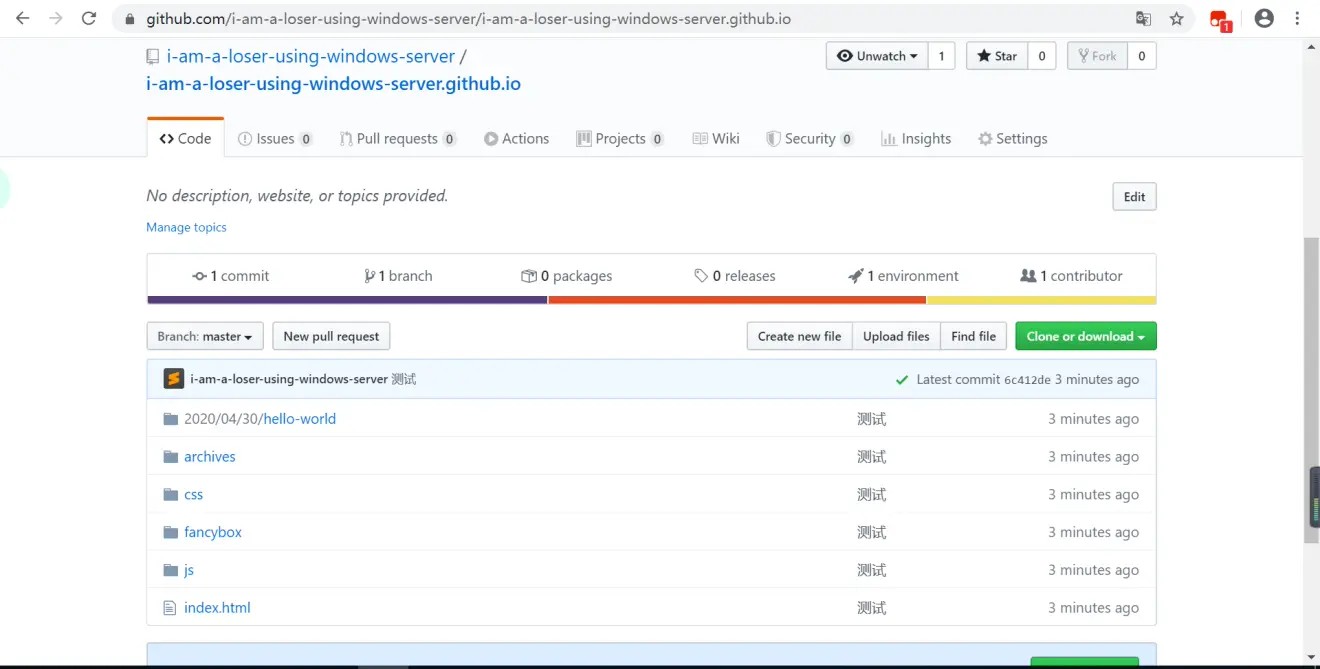 github.com/i-am-a-loser-using-windows-server/i-am-a-loser-using-windows-server.github.io
1
i-am-a-loser-using-windows-server /
i-am-a-loser-using-windows-server.github.io
Unwatch 1 Star 0 Fork 0
Code Issues 0 Pull requests 0 Actions Projects 0 Wiki Security 0 Insights Settings
No description, website, or topics provided.
Edit
Manage topics
1 commit 1 branch 0 packages 0 releases 1 environment 1 contributor
Branch: master New pull request Create new file Upload files Find file Clone or download
i-am-a-loser-using-windows-server 测试 Latest commit 6c412de 3 minutes ago
2020/04/30/hello-world 测试 3 minutes ago
archives 测试 3 minutes ago
css 测试 3 minutes ago
fancybox 测试 3 minutes ago
js 测试 3 minutes ago
index.html 测试 3 minutes ago